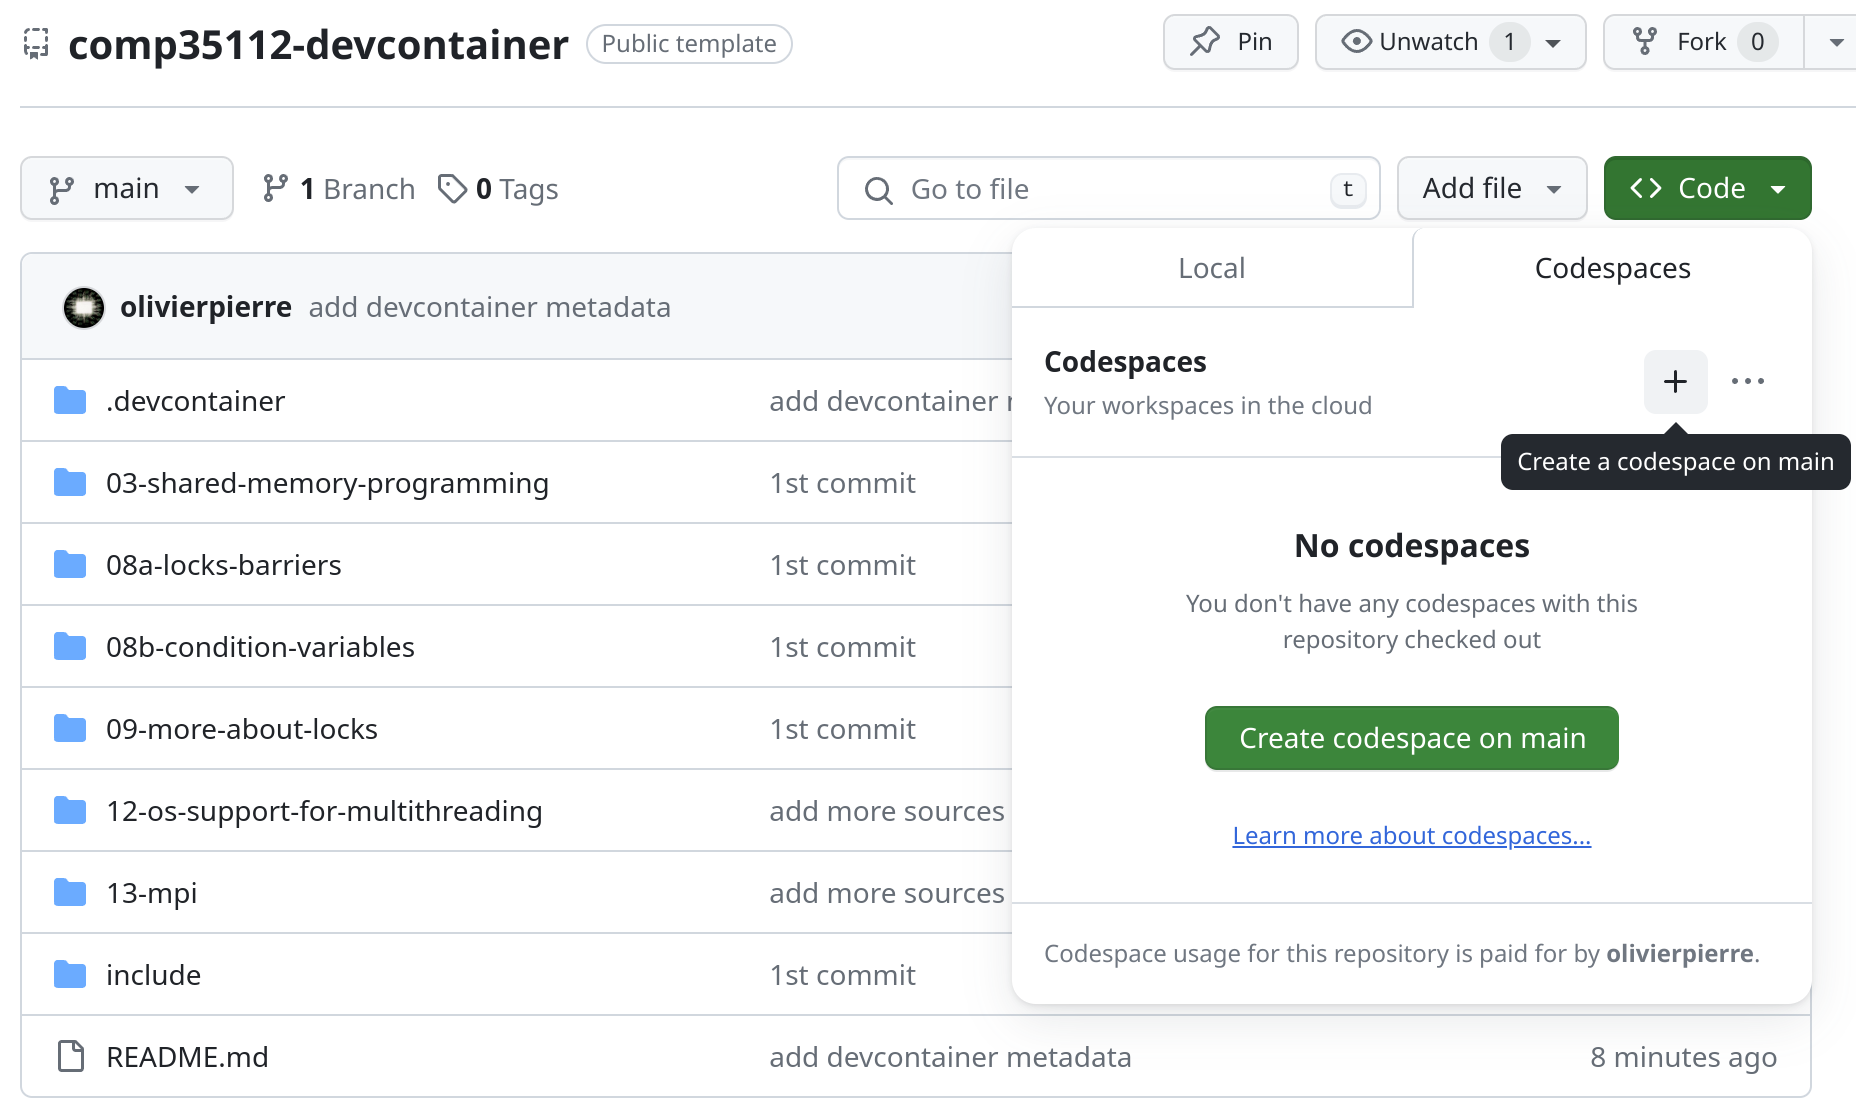 comp35112-devcontainer Public template Pin Unwatch 1 Fork 0
main 1 Branch 0 Tags Go to file t Add file Code
Local Codespaces
olivierpierre add devcontainer metadata
Codespaces
Your workspaces in the cloud
Create a codespace on main
.devcontainer add devcontainer
03-shared-memory-programming 1st commit
No codespaces
You don't have any codespaces with this
repository checked out
08a-locks-barriers 1st commit
08b-condition-variables 1st commit
09-more-about-locks 1st commit
Create codespace on main
12-os-support-for-multithreading add more sources
Learn more about codespaces...
13-mpi add more sources
Codespace usage for this repository is paid for by olivierpierre.
include 1st commit
README.md add devcontainer metadata 8 minutes ago